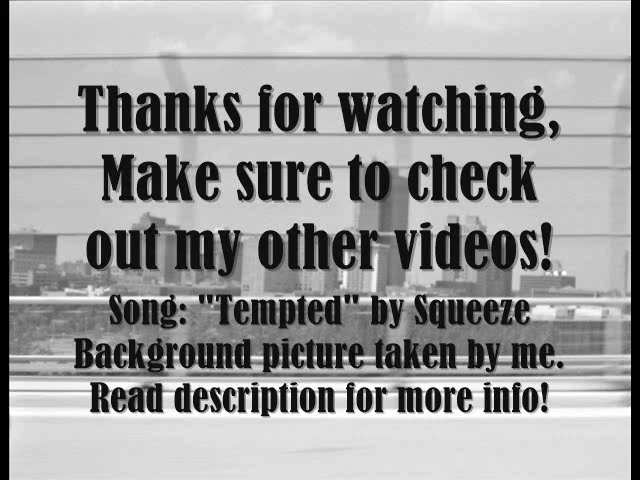 Thanks for watching,
Make sure to check
out my other videos!
Song: "Tempted" by Squeeze
Background picture taken by me.
Read description for more info!